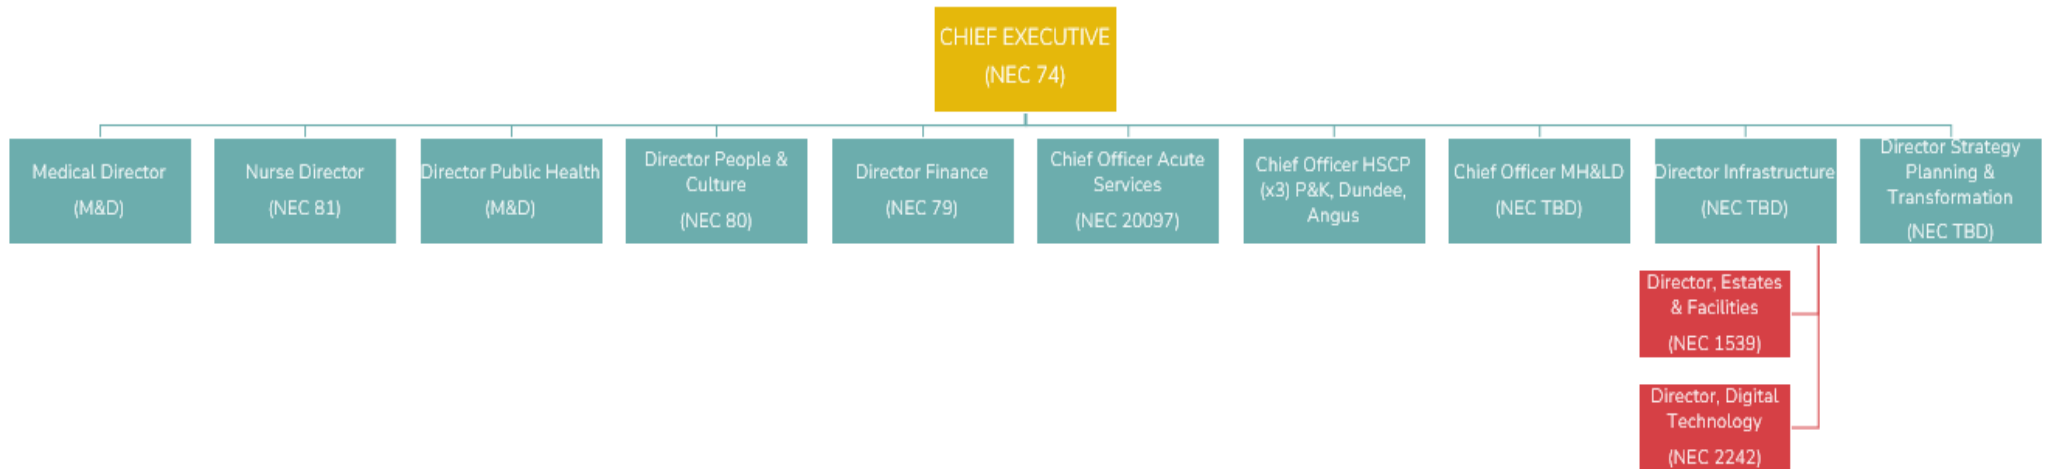 CHIEF EXECUTIVE
(NEC 74)
Medical Director
(M&D)
Nurse Director
(NEC 81)
Director Public Health
(M&D)
Director People &
Culture
(NEC 80)
Director Finance
(NEC 79)
Chief Officer Acute
Services
(NEC 20097)
Chief Officer HSCP
(x3) P&K, Dundee,
Angus
Chief Officer MH&LD
(NEC TBD)
Director Infrastructure
(NEC TBD)
Director Strategy
Planning &
Transformation
(NEC TBD)
Director, Estates
& Facilities
(NEC 1539)
Director, Digital
Technology
(NEC 2242)